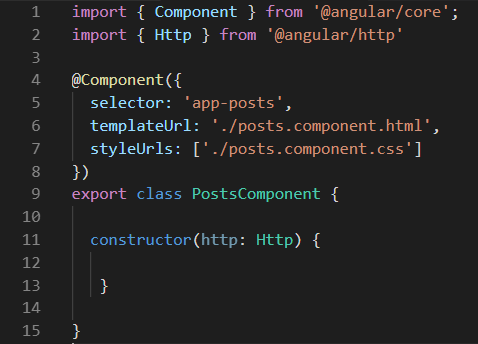 1 import { Component } from '@angular/core';
2 import { Http } from '@angular/http'
3
4 @Component({
5   selector: 'app-posts',
6   templateUrl: './posts.component.html',
7   styleUrls: ['./posts.component.css']
8 })
9 export class PostsComponent {
10
11   constructor(http: Http) {
12
13    }
14
15 }